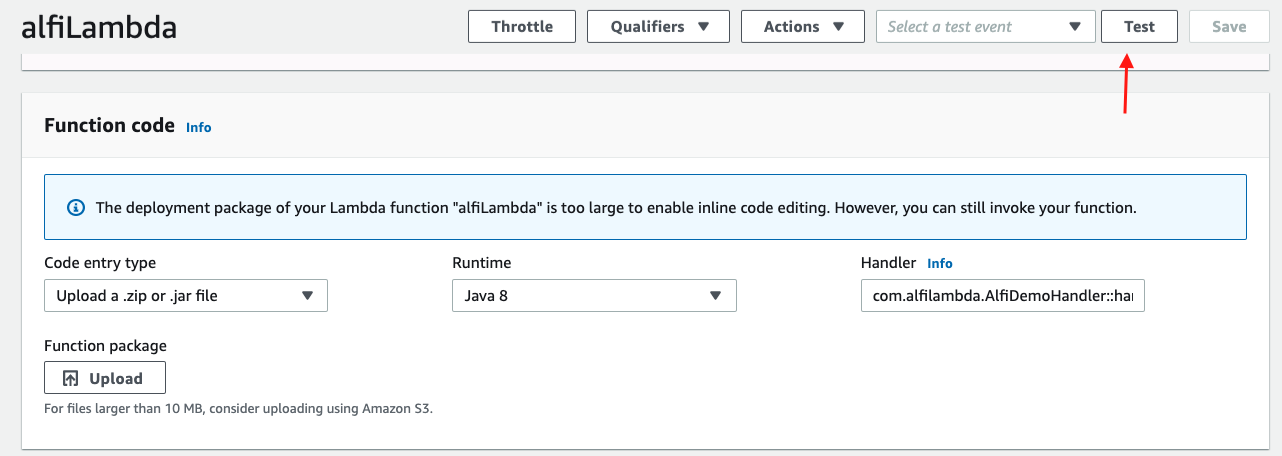 alfiLambda
Throttle
Qualifiers
Actions
Select a test event
Test
Save
Function code Info
The deployment package of your Lambda function "alfiLambda" is too large to enable inline code editing. However, you can still invoke your function.
Code entry type
Runtime
Handler Info
Upload a .zip or .jar file
Java 8
com.alfilambda.AlfiDemoHandler::ha
Function package
Upload
For files larger than 10 MB, consider uploading using Amazon S3.